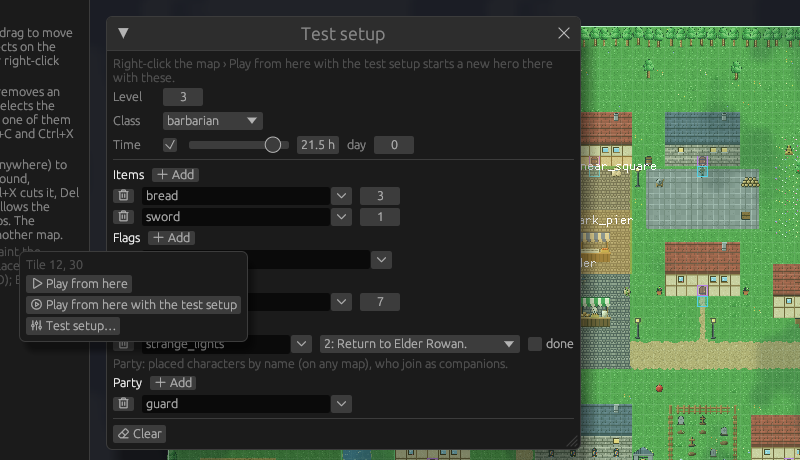 drag to move
ects on the
right-click
removes an
elects the
one of them
+C and Ctrl+X
nywhere) to
ound,
+X cuts it, Del
llows the
os. The
nother map.
Test setup
Right-click the map › Play from here with the test setup starts a new hero there
with these.
Level 3
Class barbarian
Time 21.5 h day 0
Items + Add
bread 3
sword 1
Flags + Add
7
strange_lights 2: Return to Elder Rowan. done
Party: placed characters by name (on any map), who join as companions.
Party + Add
guard
Clear
Tile 12, 30
Play from here
Play from here with the test setup
Test setup...
near_square
ark_pier